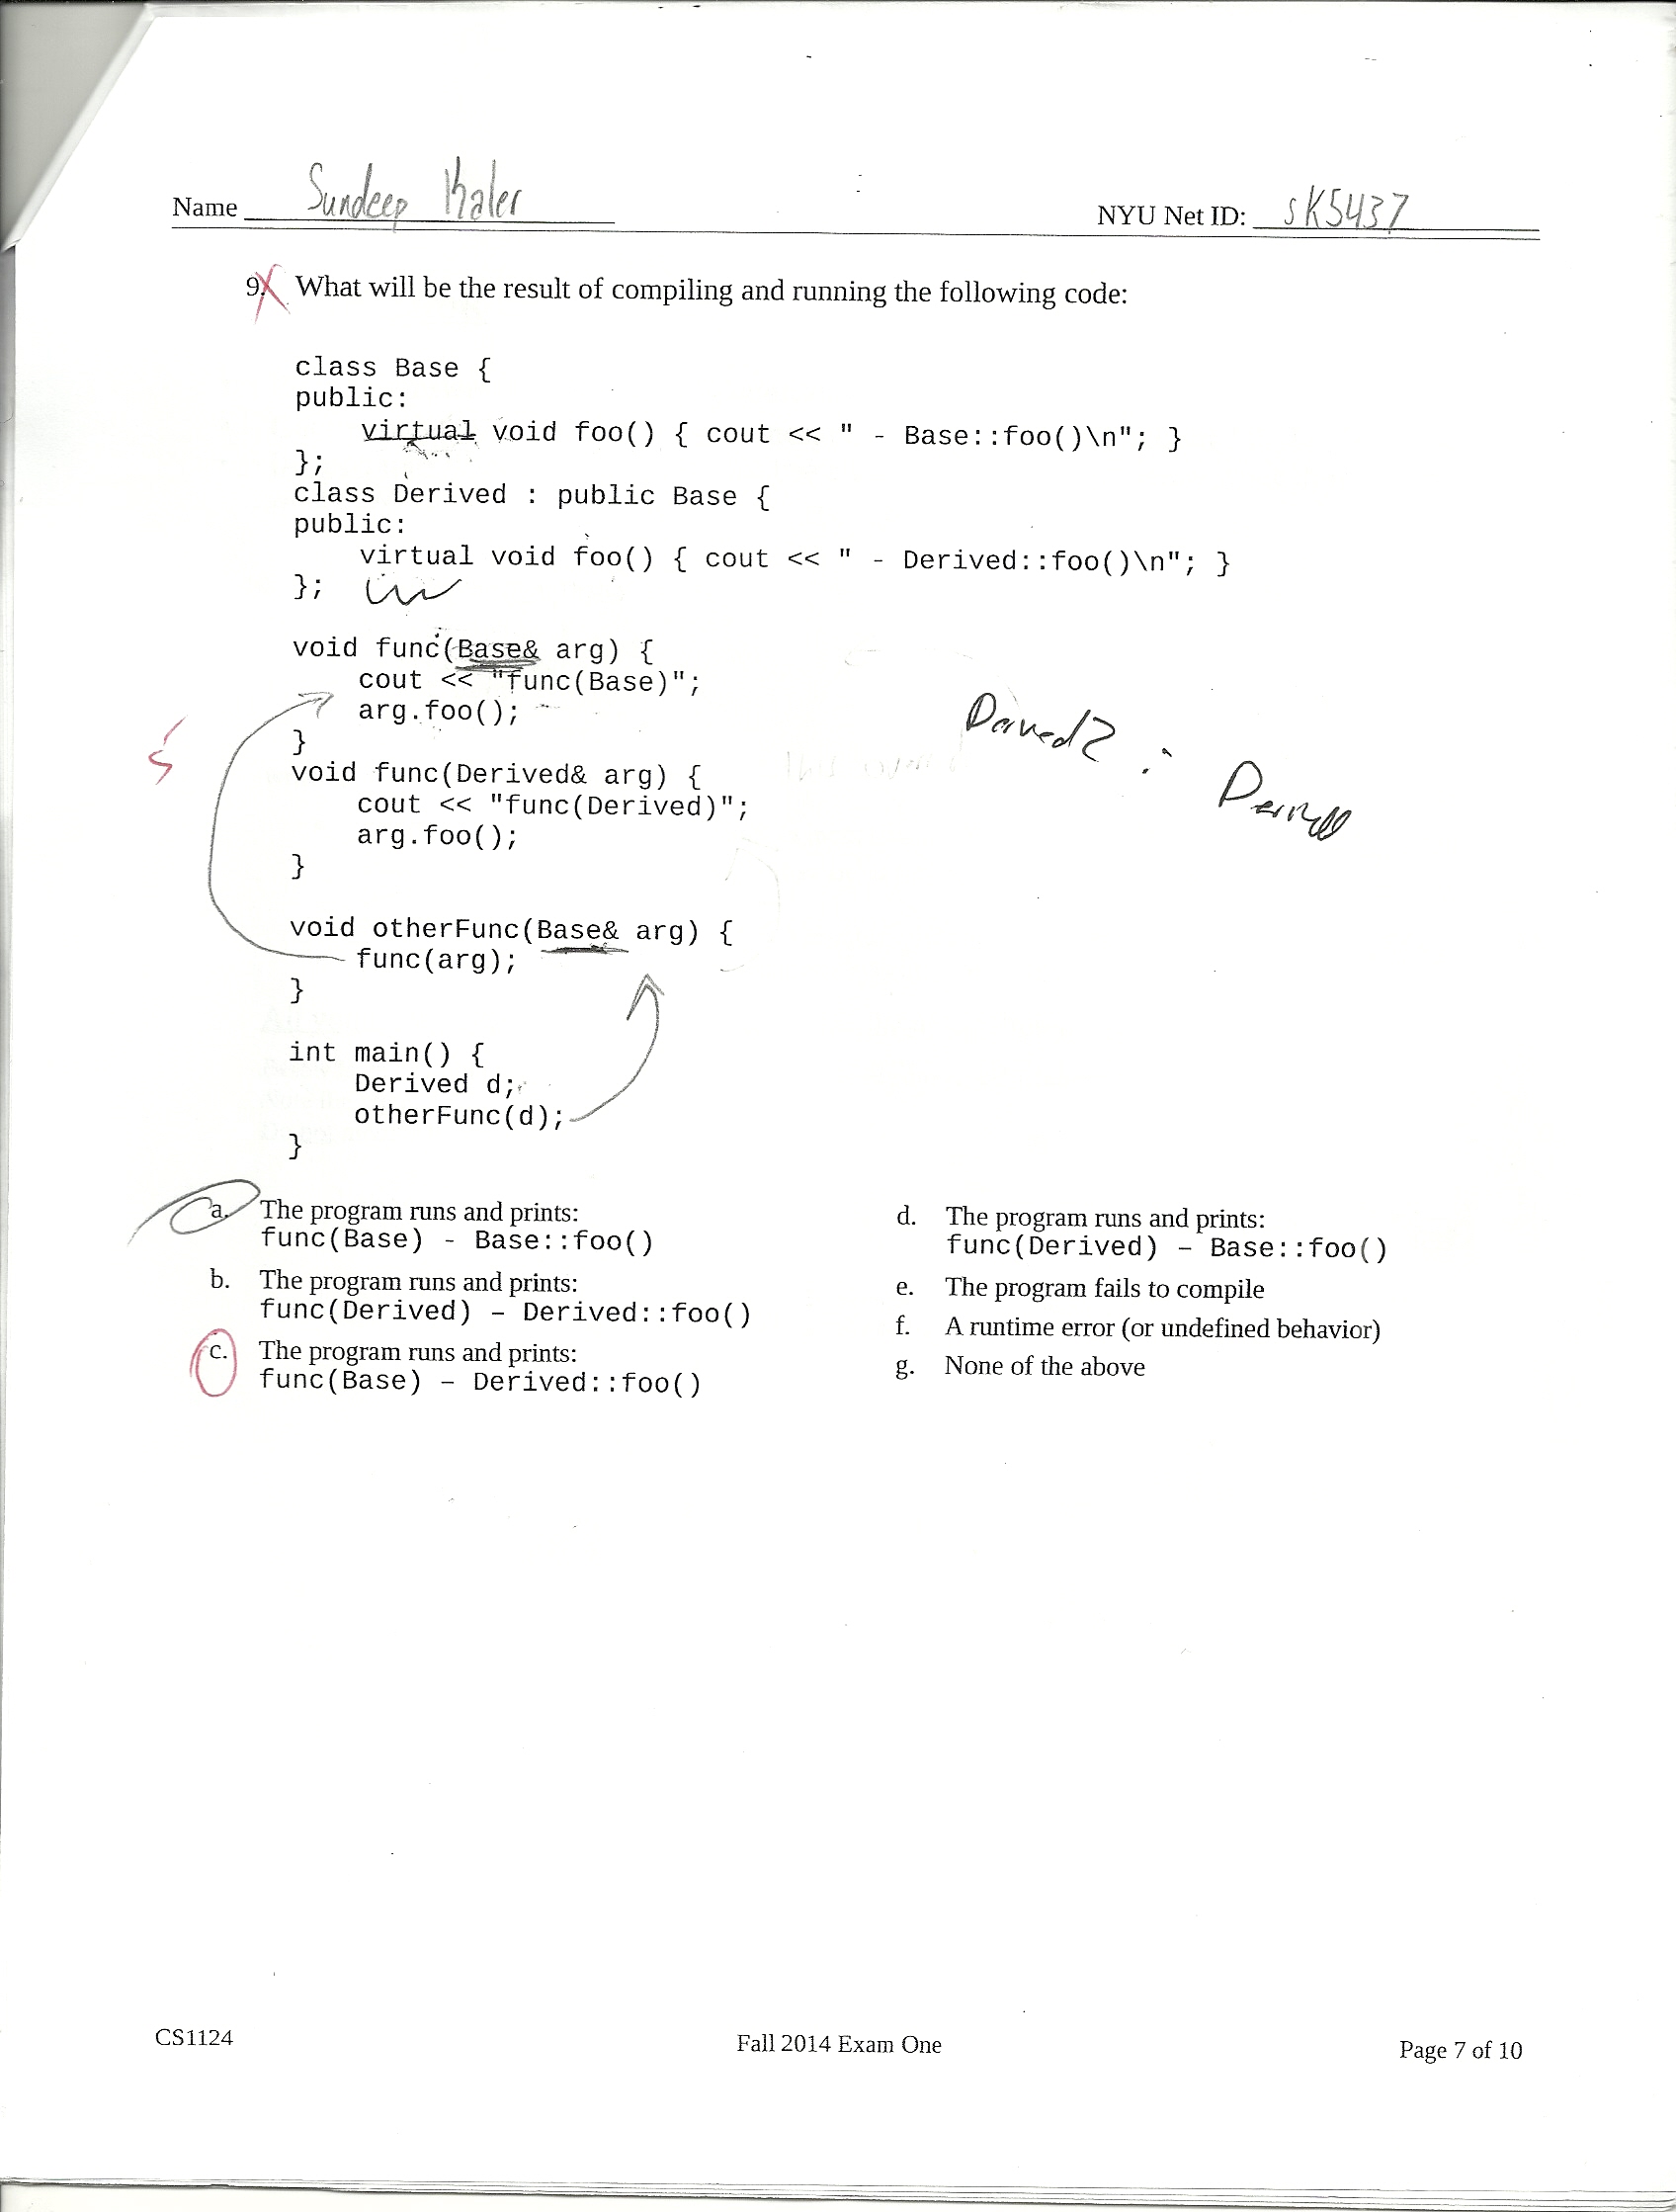 Name Sundeep Kaler NYU Net ID: sK5437
9. What will be the result of compiling and running the following code:
class Base {
public:
    virtual void foo() { cout << " - Base::foo()\n"; }
};
class Derived : public Base {
public:
    virtual void foo() { cout << " - Derived::foo()\n"; }
};
void func(Base& arg) {
    cout << "func(Base)";
    arg.foo();
}
void func(Derived& arg) {
    cout << "func(Derived)";
    arg.foo();
}
Derived2 :
void otherFunc(Base& arg) {
    func(arg);
}
int main() {
    Derived d;
    otherFunc(d);
}
a. The program runs and prints:
func(Base) - Base::foo()
b. The program runs and prints:
func(Derived) – Derived::foo()
c. The program runs and prints:
func(Base) – Derived::foo()
d. The program runs and prints:
func(Derived) – Base::foo()
e. The program fails to compile
f. A runtime error (or undefined behavior)
g. None of the above
CS1124 Fall 2014 Exam One Page 7 of 10